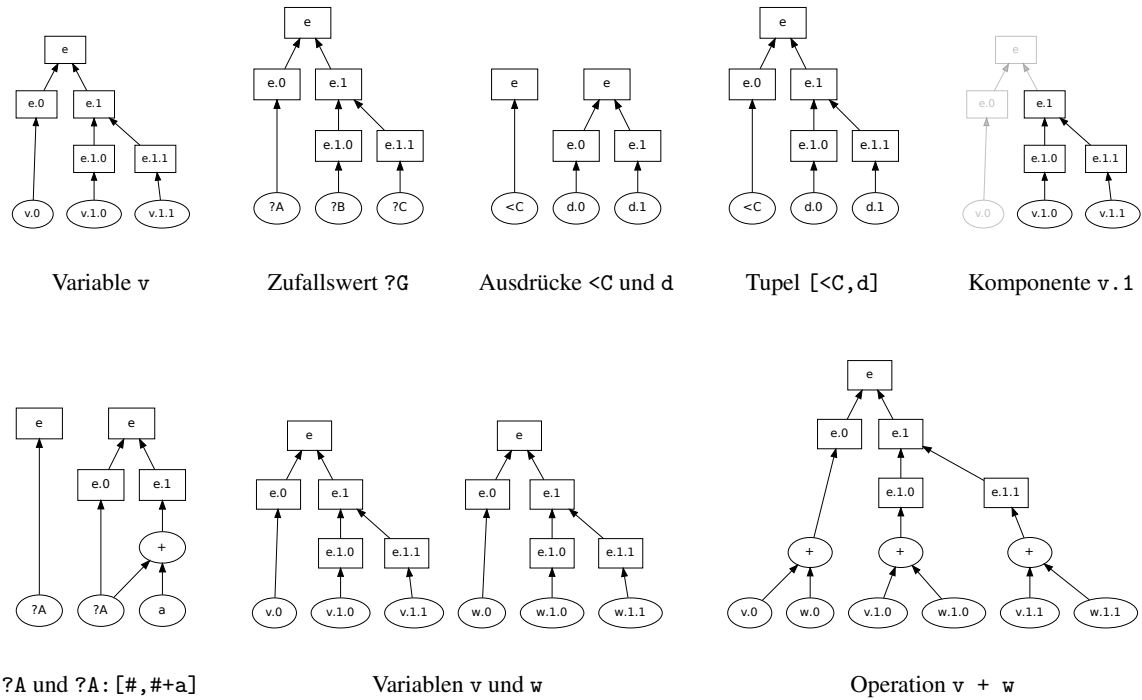 e
e.0 e.1
e.1.0 e.1.1
v.0 v.1.0 v.1.1
Variable v
e
e.0 e.1
e.1.0 e.1.1
?A ?B ?C
Zufallswert ?G
e e
e.0 e.1
<C d.0 d.1
Ausdrücke <C und d
e
e.0 e.1
e.1.0 e.1.1
<C d.0 d.1
Tupel [<C,d]
e
e.0 e.1
e.1.0 e.1.1
v.0 v.1.0 v.1.1
Komponente v.1
e e
e.0 e.1
+
?A ?A a
?A und ?A:[#,#+a]
e e
e.0 e.1 e.0 e.1
e.1.0 e.1.1 e.1.0 e.1.1
v.0 v.1.0 v.1.1 w.0 w.1.0 w.1.1
Variablen v und w
e
e.0 e.1
e.1.0 e.1.1
+ + +
v.0 w.0 v.1.0 w.1.0 v.1.1 w.1.1
Operation v + w